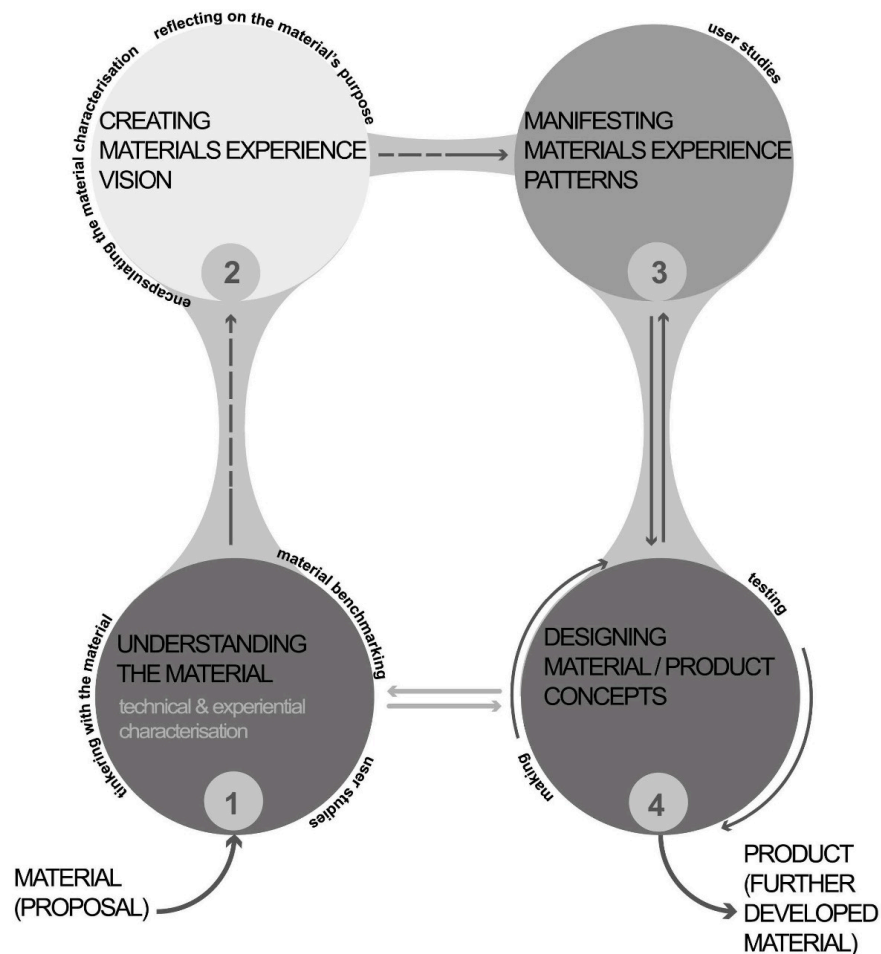 reflecting on the material's purpose
encapsulating the material characterisation
CREATING
MATERIALS EXPERIENCE
VISION
2
user studies
MANIFESTING
MATERIALS EXPERIENCE
PATTERNS
3
material benchmarking
tinkering with the material
UNDERSTANDING
THE MATERIAL
technical & experiential
characterisation
user studies
1
MATERIAL
(PROPOSAL)
testing
DESIGNING
MATERIAL / PRODUCT
CONCEPTS
making
4
PRODUCT
(FURTHER
DEVELOPED
MATERIAL)